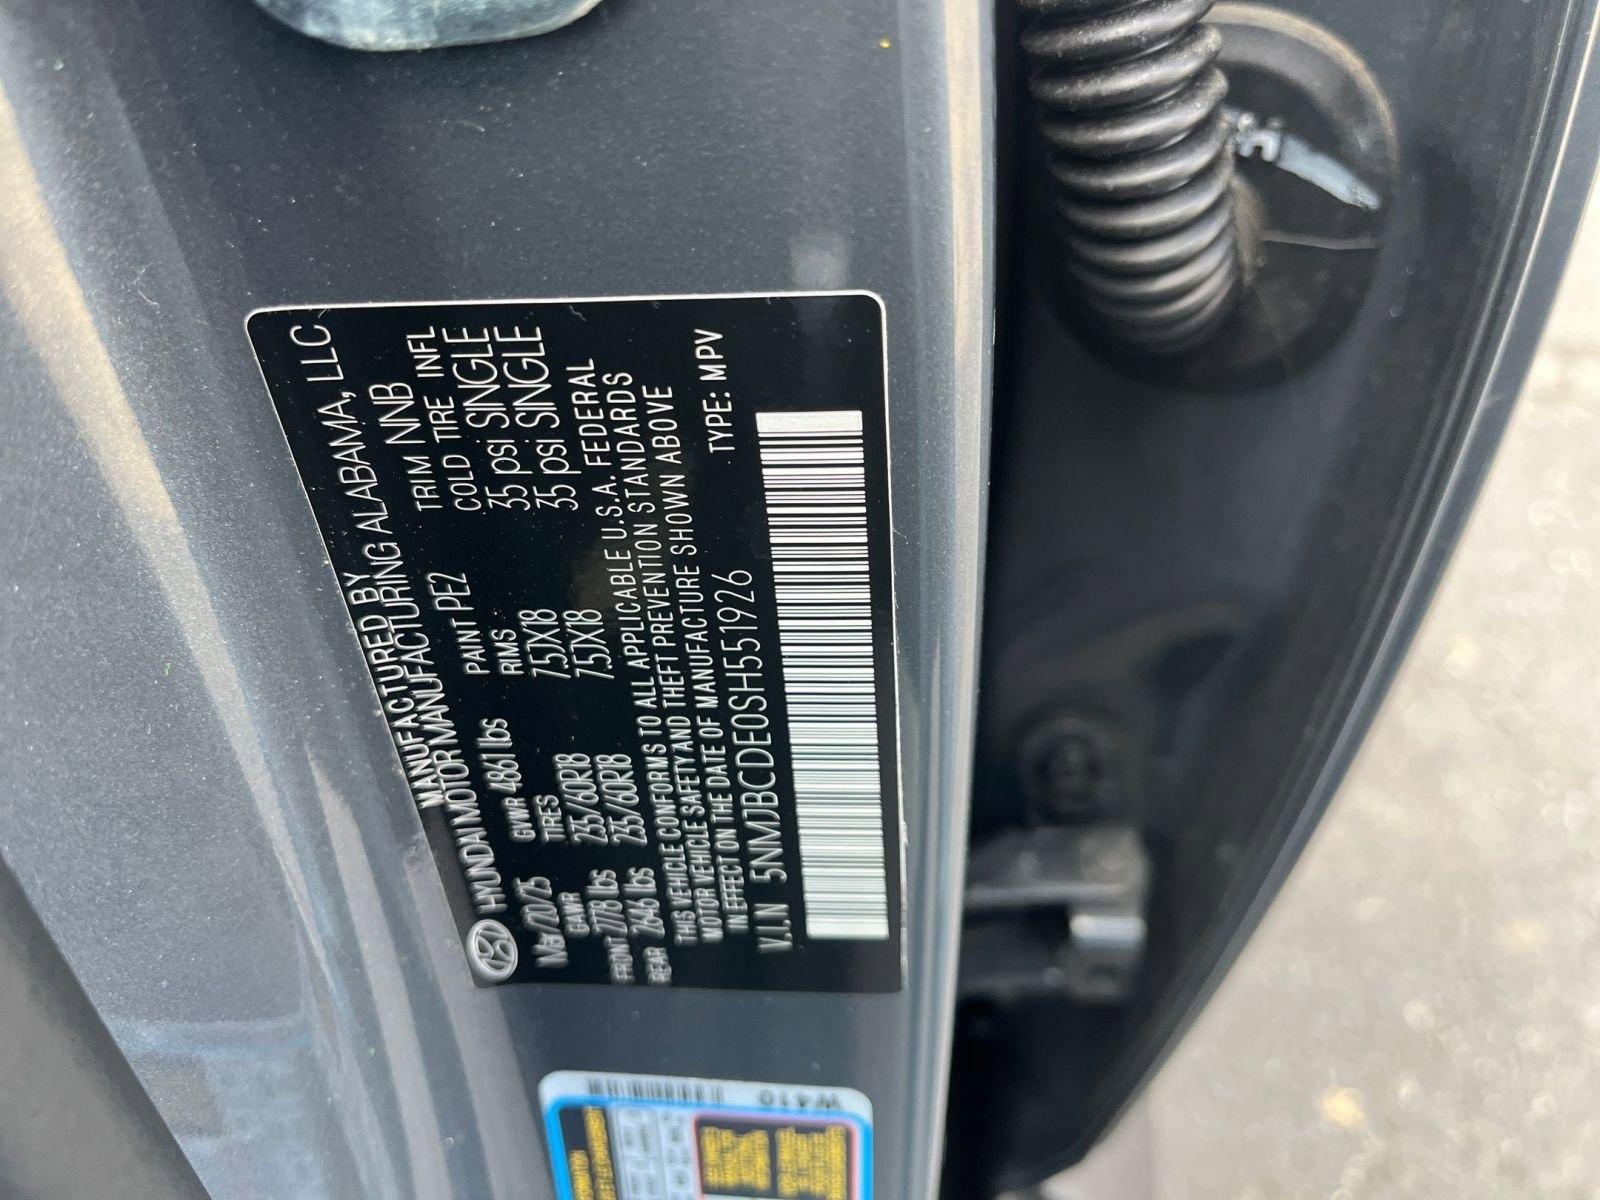 MANUFACTURED BY
HYUNDAI MOTOR MANUFACTURING ALABAMA, LLC
Mar/20/25 GVWR 4861 lbs PAINT PE2 TRIM NNB
GAWR TIRES RIMS COLD TIRE INFL
FRONT 2778 lbs 235/60R18 7.5JX18 35 psi SINGLE
REAR 2646 lbs 235/60R18 7.5JX18 35 psi SINGLE
THIS VEHICLE CONFORMS TO ALL APPLICABLE U.S.A. FEDERAL
MOTOR VEHICLE SAFETY AND THEFT PREVENTION STANDARDS
IN EFFECT ON THE DATE OF MANUFACTURE SHOWN ABOVE
V.I.N 5NMJBCDE0SH551926 TYPE: MPV
W410